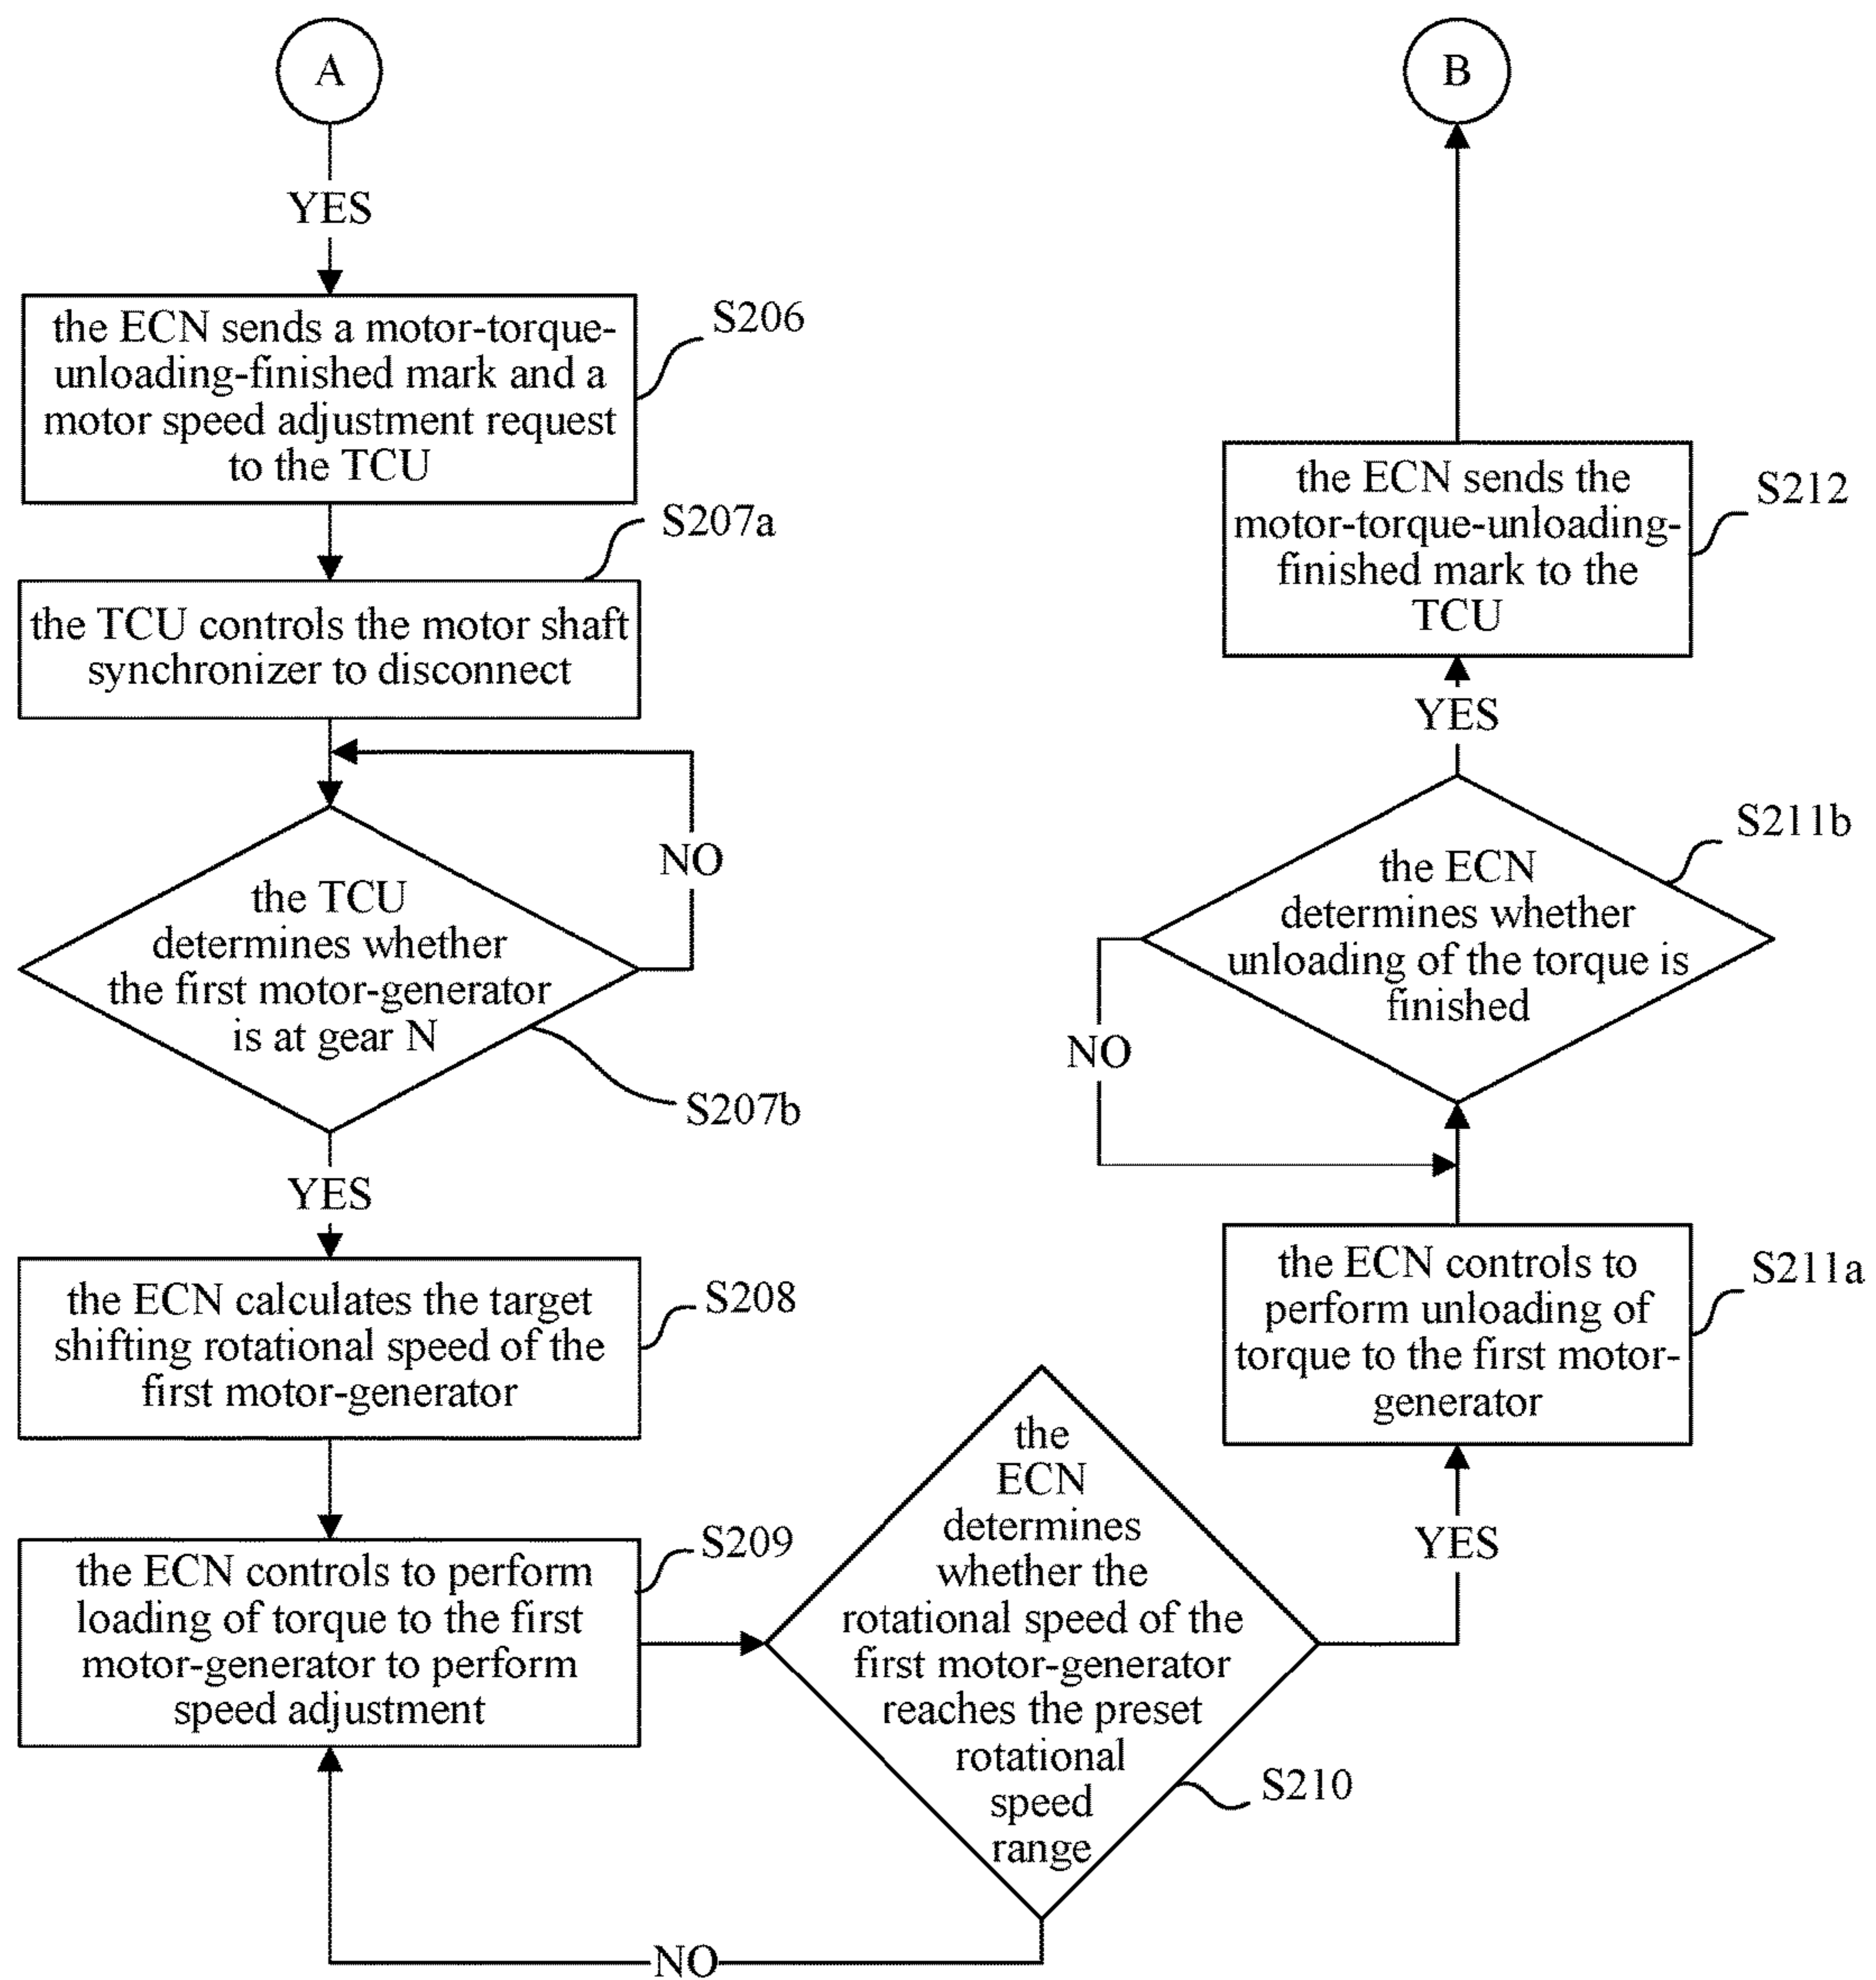 A
YES
the ECN sends a motor-torque-
unloading-finished mark and a
motor speed adjustment request
to the TCU
S206
S207a
the TCU controls the motor shaft
synchronizer to disconnect
NO
the TCU
determines whether
the first motor-generator
is at gear N
S207b
YES
the ECN calculates the target
shifting rotational speed of the
first motor-generator
S208
the ECN controls to perform
loading of torque to the first
motor-generator to perform
speed adjustment
S209
the
ECN
determines
whether the
rotational speed of the
first motor-generator
reaches the preset
rotational
speed
range
S210
NO
YES
the ECN controls to
perform unloading of
torque to the first motor-
generator
S211a
NO
the ECN
determines whether
unloading of the torque is
finished
S211b
YES
the ECN sends the
motor-torque-unloading-
finished mark to the
TCU
S212
B